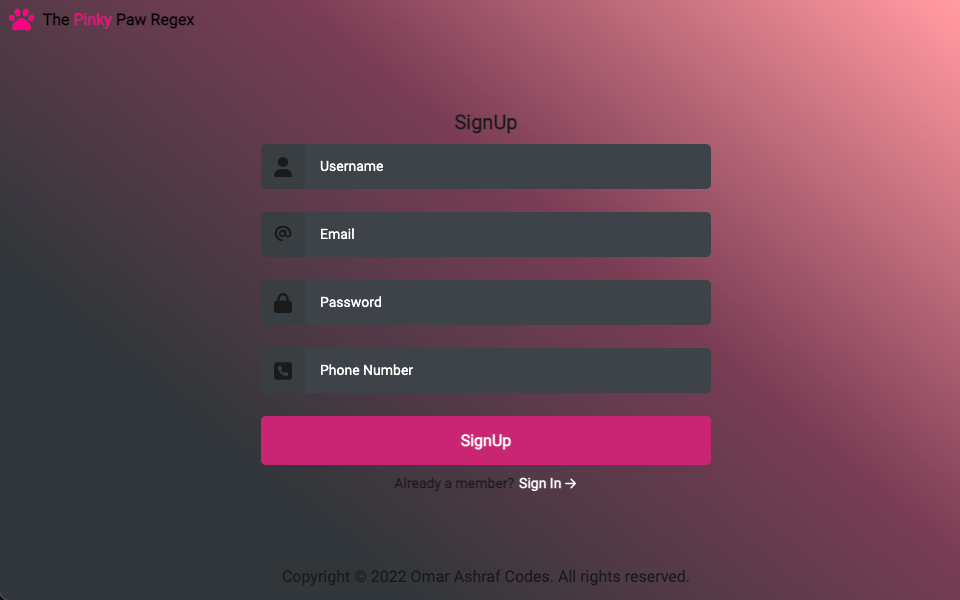 The Pinky Paw Regex
SignUp
Username
Email
Password
Phone Number
SignUp
Already a member? Sign In →
Copyright © 2022 Omar Ashraf Codes. All rights reserved.